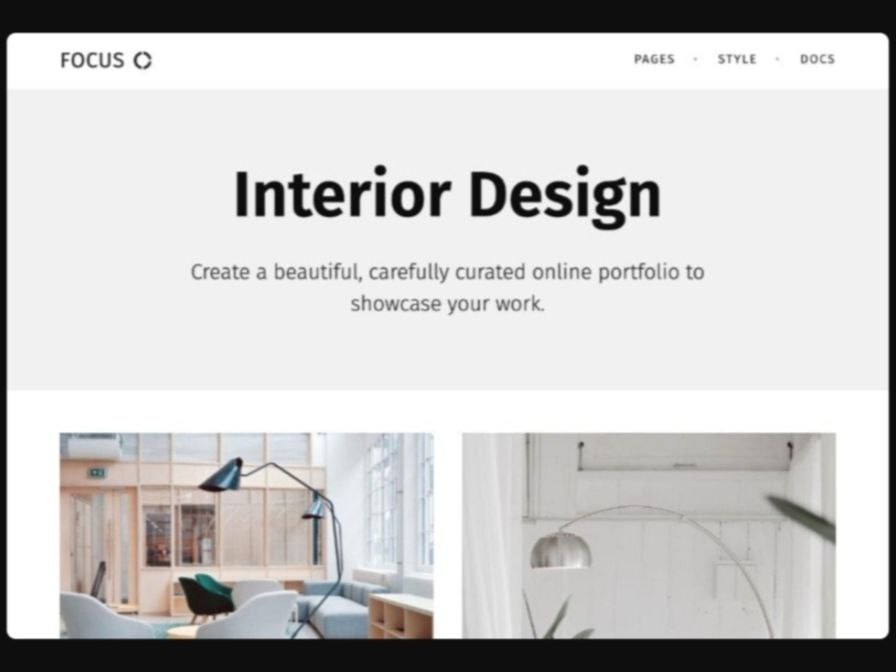 FOCUS
PAGES • STYLE • DOCS
Interior Design
Create a beautiful, carefully curated online portfolio to
showcase your work.